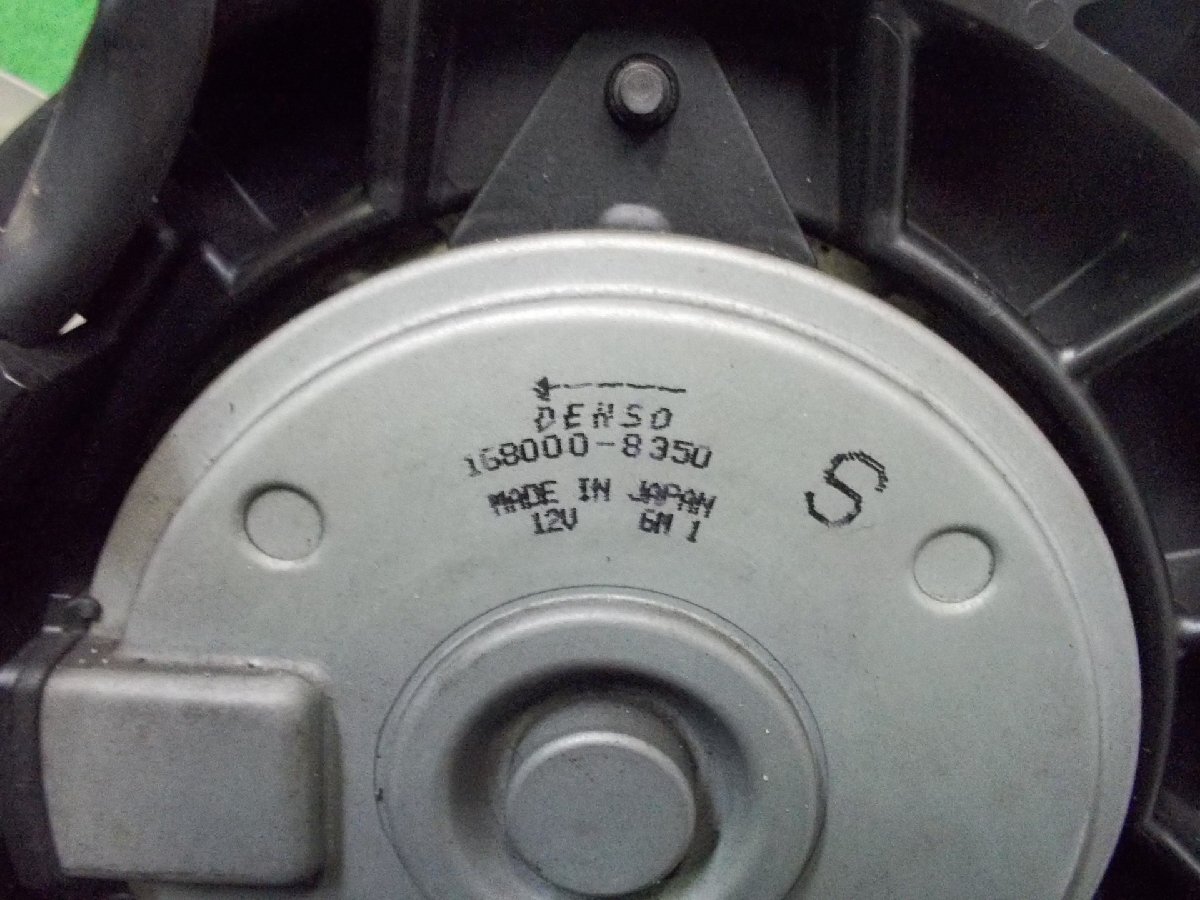 DENSO
168000-8350
MADE IN JAPAN
12V 6M 1
S